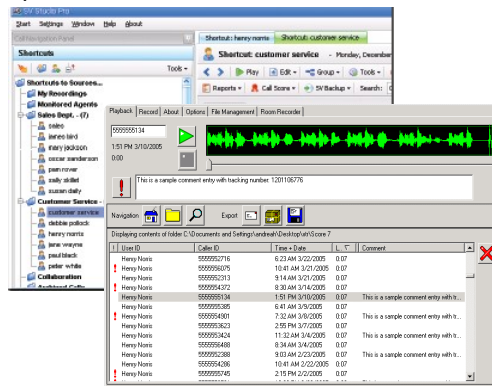 SV Studio Pro
Start Settings Window Help About
Call Navigation Panel
Shortcuts
Tools
Shortcuts to Sources...
My Recordings
Monitored Agents
Sales Dept. - (7)
sales
james bird
mary jackson
oscar sanderson
pam rover
sally skillet
susan daily
Customer Service -
customer service
debbie pollock
henry norris
jane wayne
paul black
peter white
Collaboration
Archived Calls
Shortcut: henry norris Shortcut: customer service
Shortcut: customer service - Monday, December
Play Edit Group Tools
Reports Call Score SV Backup Search:
Playback Record About Options File Management Room Recorder
5555555134
1:51 PM 3/10/2005
0:00
This is a sample comment entry with tracking number: 1201106776
Navigation Export
Displaying contents of folder C:\Documents and Settings\andreah\Desktop\vtr\Score 7
! User ID Caller ID Time + Date L. Comment
Henry Noris 5555552716 6:23 AM 3/22/2005 0:07
! Henry Noris 5555556075 10:41 AM 3/21/2005 0:07
Henry Noris 5555552313 9:14 AM 3/21/2005 0:07
! Henry Noris 5555554372 8:30 AM 3/14/2005 0:07
Henry Noris 5555555134 1:51 PM 3/10/2005 0:07 This is a sample comment entry with tr...
Henry Noris 5555555385 6:41 AM 3/9/2005 0:07
! Henry Noris 5555554901 7:32 AM 3/8/2005 0:07 This is a sample comment entry with tr...
Henry Noris 5555553623 2:55 PM 3/7/2005 0:07
Henry Noris 5555553424 11:32 AM 3/4/2005 0:07 This is a sample comment entry with tr...
Henry Noris 5555556488 8:34 AM 3/4/2005 0:07
Henry Noris 5555552388 9:03 AM 2/23/2005 0:07 This is a sample comment entry with tr...
Henry Noris 5555554286 10:41 AM 2/22/2005 0:07
! Henry Noris 5555555745 2:15 PM 2/2/2005 0:07